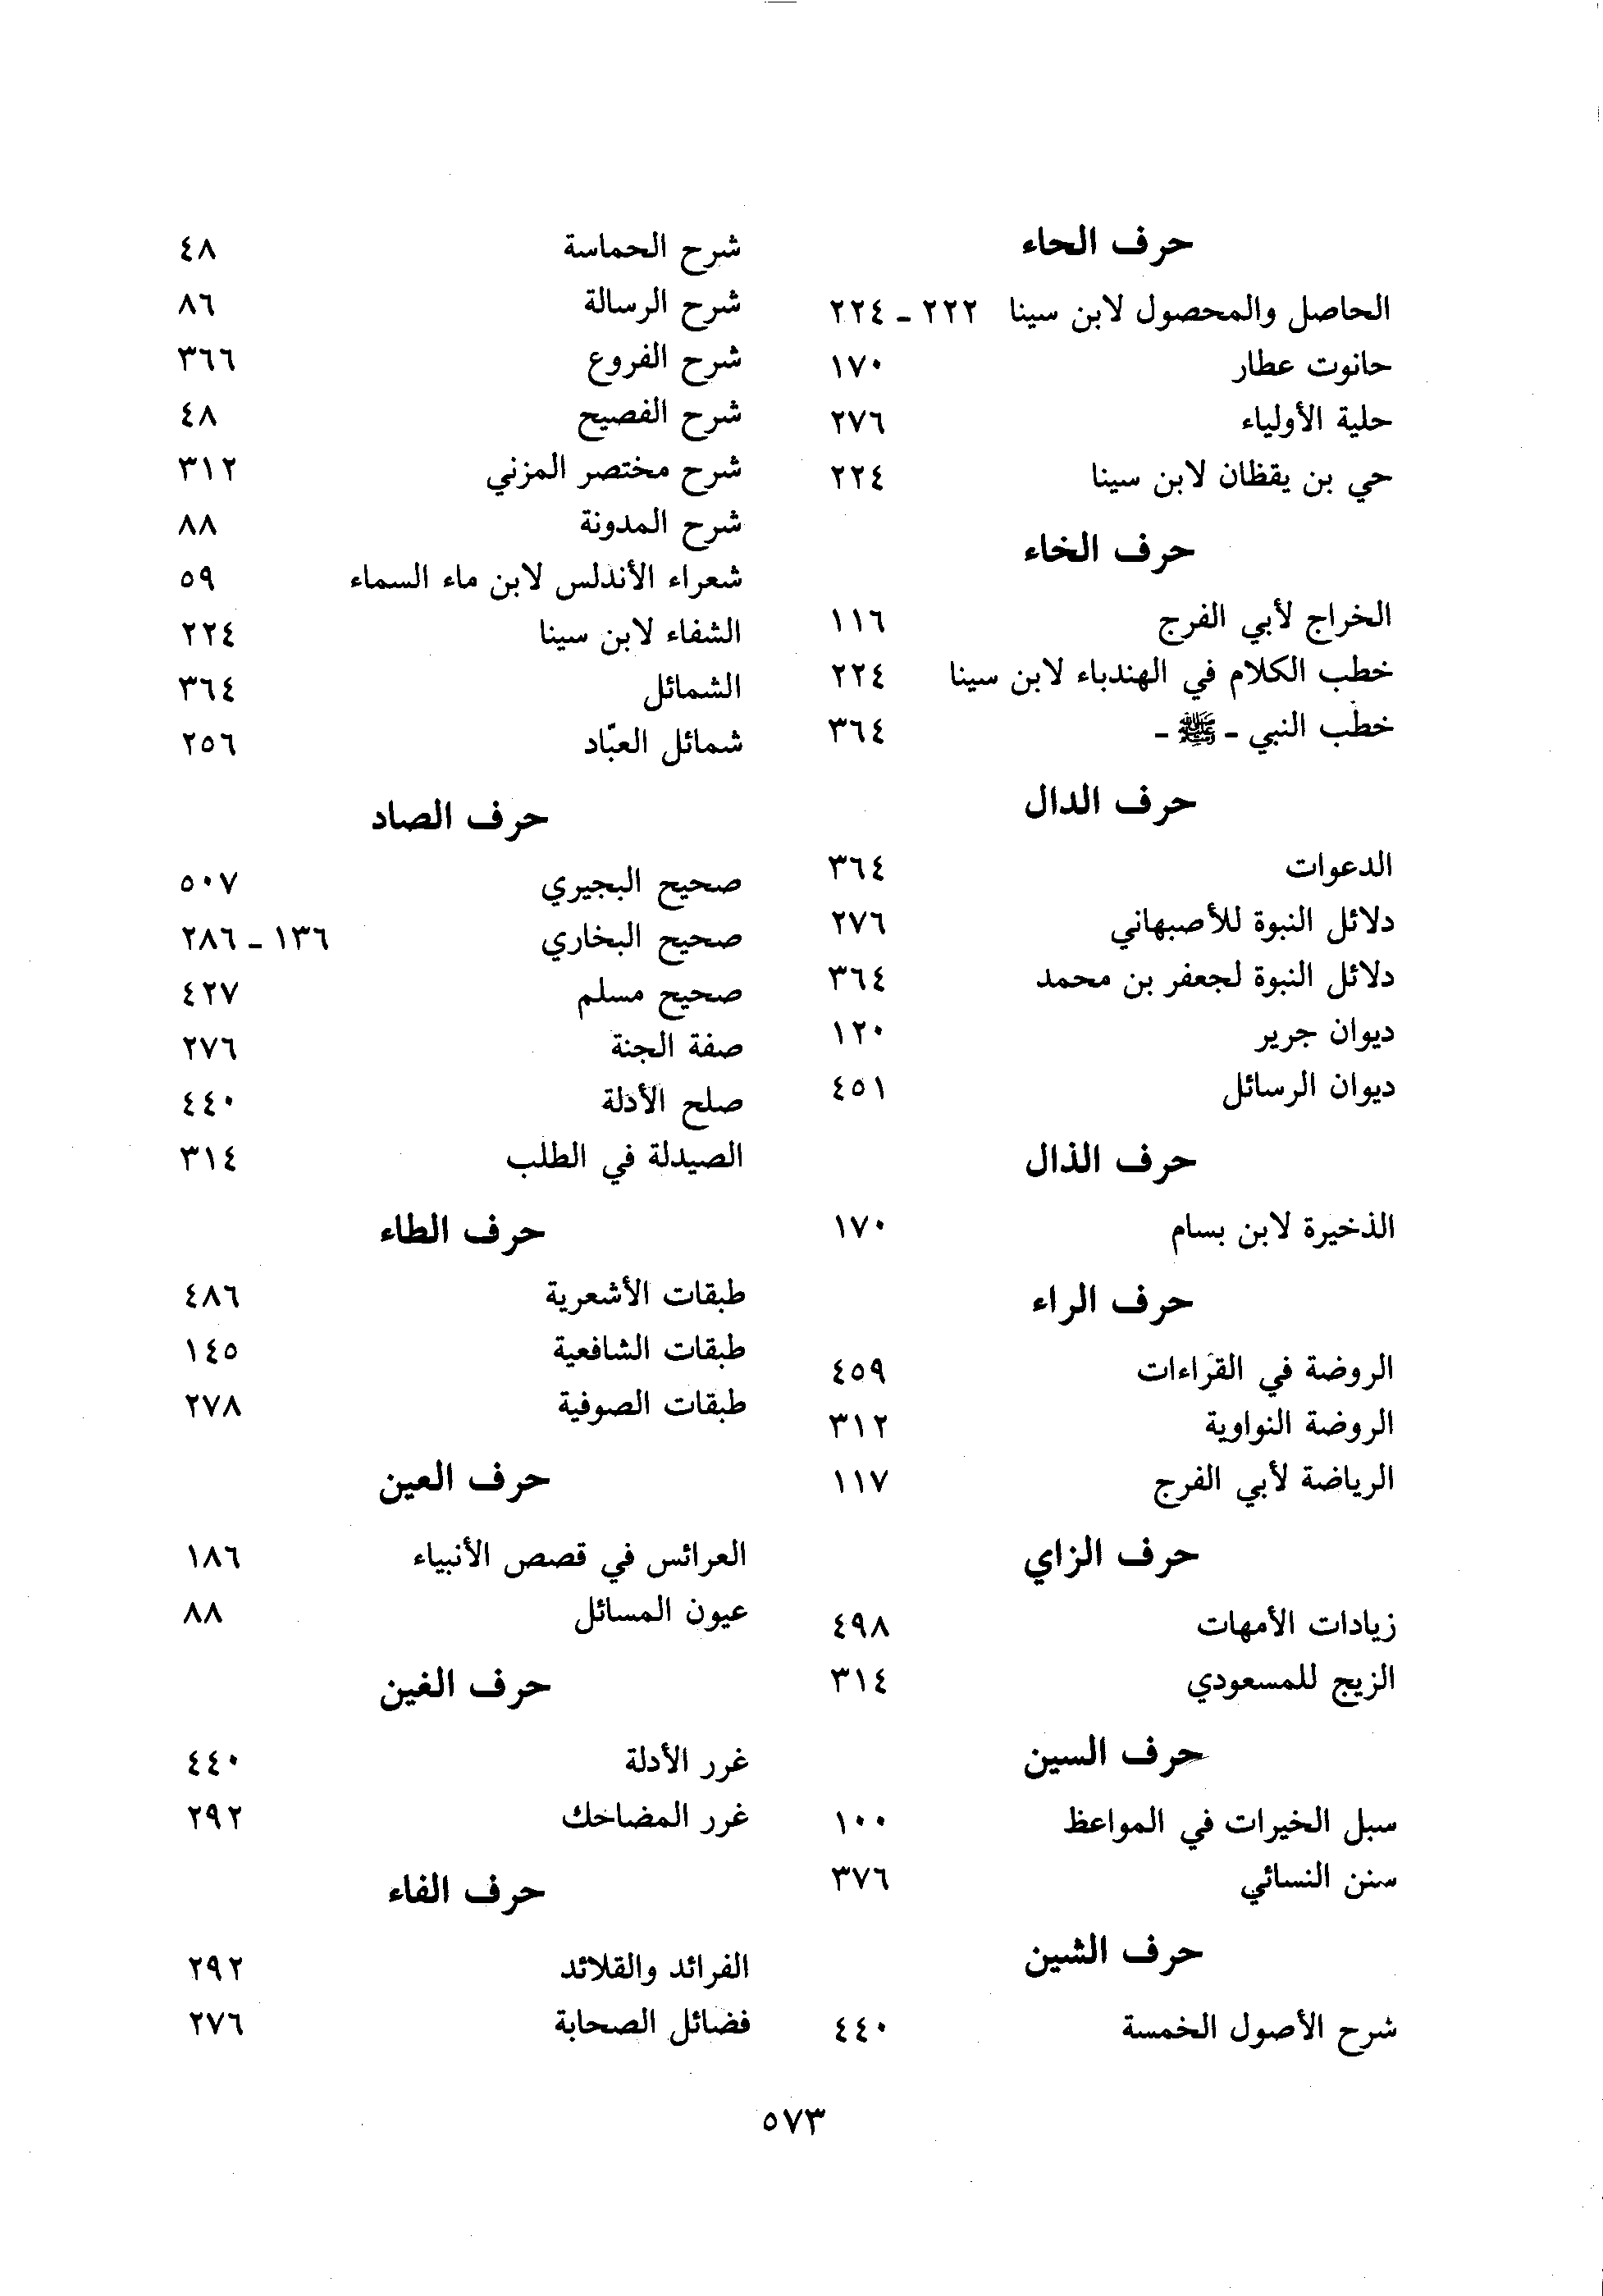 حرف الحاء
الحاصل والمحصول لابن سينا ٢٢٢ - ٢٢٤
حانوت عطار ١٧٠
حلية الأولياء ٢٧٦
حي بن يقظان لابن سينا ٢٢٤
حرف الخاء
الخراج لأبي الفرج ١١٦
خطب الكلام في الهندباء لابن سينا ٢٢٤
خطب النبي - ﷺ - ٣٦٤
حرف الدال
الدعوات ٣٦٤
دلائل النبوة للأصبهاني ٢٧٦
دلائل النبوة لجعفر بن محمد ٣٦٤
ديوان جرير ١٢٠
ديوان الرسائل ٤٥١
حرف الذال
الذخيرة لابن بسام ١٧٠
حرف الراء
الروضة في القراءات ٤٥٩
الروضة النواوية ٣١٢
الرياضة لأبي الفرج ١١٧
حرف الزاي
زيادات الأمهات ٤٩٨
الزيج للمسعودي ٣١٤
حرف السين
سبل الخيرات في المواعظ ١٠٠
سنن النسائي ٣٧٦
حرف الشين
شرح الأصول الخمسة ٤٤٠
شرح الحماسة ٤٨
شرح الرسالة ٨٦
شرح الفروع ٣٦٦
شرح الفصيح ٤٨
شرح مختصر المزني ٣١٢
شرح المدونة ٨٨
شعراء الأندلس لابن ماء السماء ٥٩
الشفاء لابن سينا ٢٢٤
الشمائل ٣٦٤
شمائل العبّاد ٢٥٦
حرف الصاد
صحيح البجيري ٥٠٧
صحيح البخاري ١٣٦ - ٢٨٦
صحيح مسلم ٤٢٧
صفة الجنة ٢٧٦
صلح الأدلة ٤٤٠
الصيدلة في الطلب ٣١٤
حرف الطاء
طبقات الأشعرية ٤٨٦
طبقات الشافعية ١٤٥
طبقات الصوفية ٢٧٨
حرف العين
العرائس في قصص الأنبياء ١٨٦
عيون المسائل ٨٨
حرف الغين
غرر الأدلة ٤٤٠
غرر المضاحك ٢٩٢
حرف الفاء
الفرائد والقلائد ٢٩٢
فضائل الصحابة ٢٧٦
٥٧٣